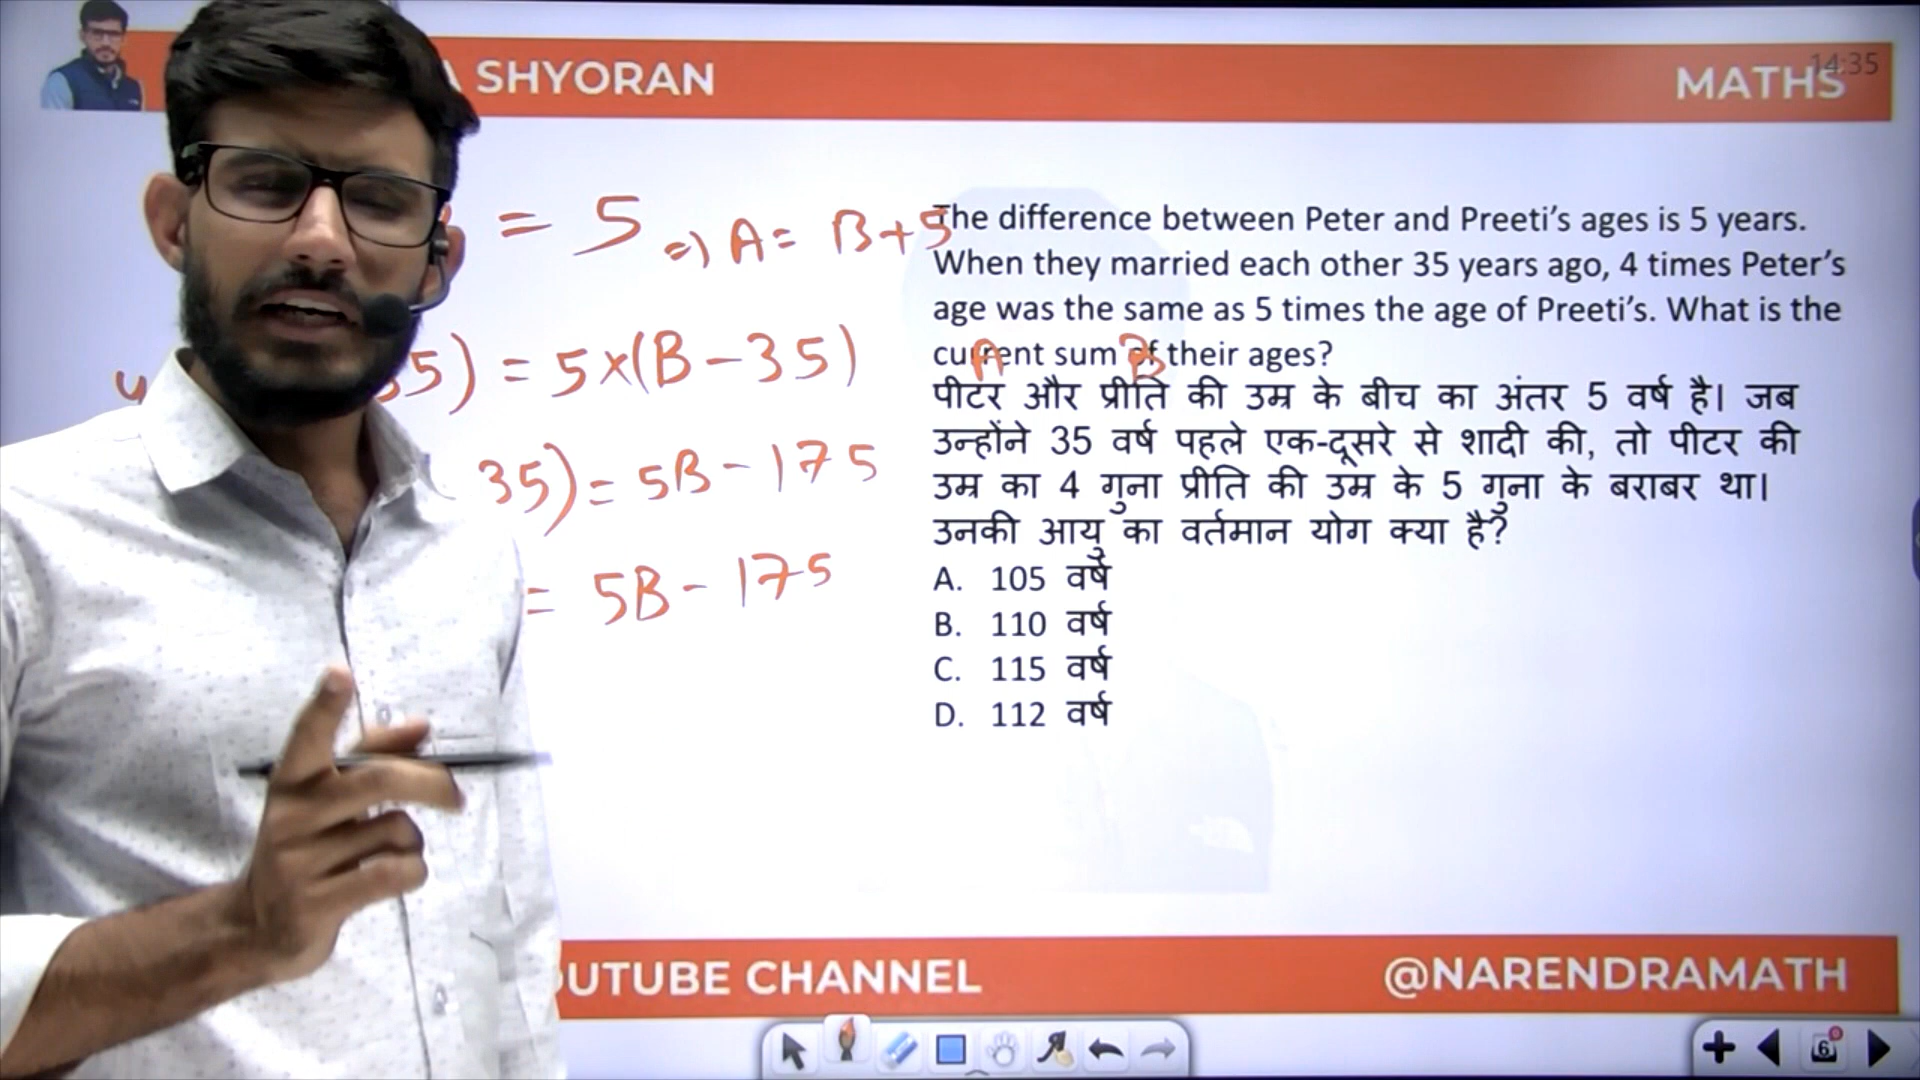 SHYORAN
MATHS
14:35
= 5 => A = B+5
The difference between Peter and Preeti's ages is 5 years.
When they married each other 35 years ago, 4 times Peter's
age was the same as 5 times the age of Preeti's. What is the
current sum of their ages?
A B
पीटर और प्रीति की उम्र के बीच का अंतर 5 वर्ष है। जब
उन्होंने 35 वर्ष पहले एक-दूसरे से शादी की, तो पीटर की
उम्र का 4 गुना प्रीति की उम्र के 5 गुना के बराबर था।
उनकी आयु का वर्तमान योग क्या है?
A. 105 वर्ष
B. 110 वर्ष
C. 115 वर्ष
D. 112 वर्ष
4 35) = 5×(B-35)
35) = 5B - 175
= 5B - 175
OUTUBE CHANNEL
@NARENDRAMATH
6